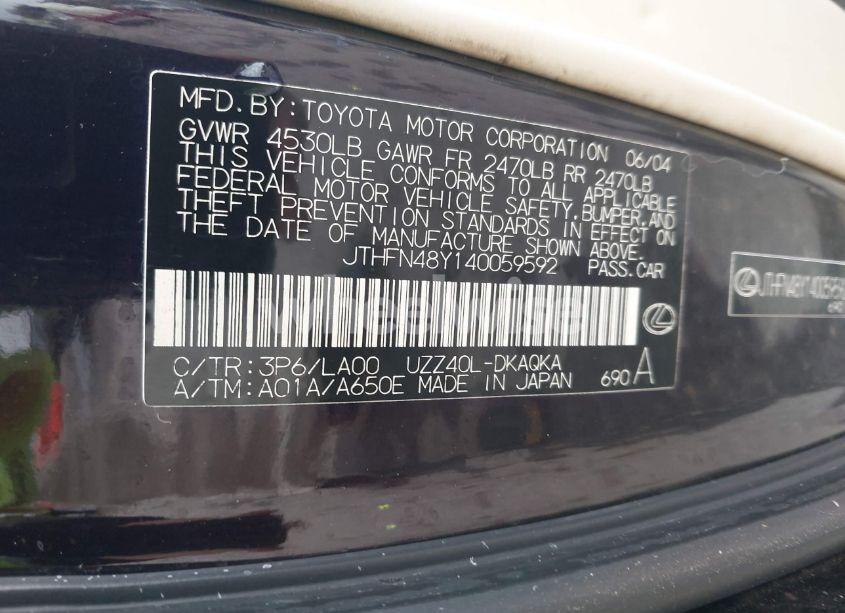 MFD. BY: TOYOTA MOTOR CORPORATION 06/04
GVWR 4530LB GAWR FR 2470LB RR 2470LB
THIS VEHICLE CONFORMS TO ALL APPLICABLE
FEDERAL MOTOR VEHICLE SAFETY, BUMPER, AND
THEFT PREVENTION STANDARDS IN EFFECT ON
THE DATE OF MANUFACTURE SHOWN ABOVE.
JTHFN48Y140059592 PASS.CAR
C/TR: 3P6/LA00 UZZ40L-DKAQKA
A/TM: A01A/A650E MADE IN JAPAN 690 A
wheelwise